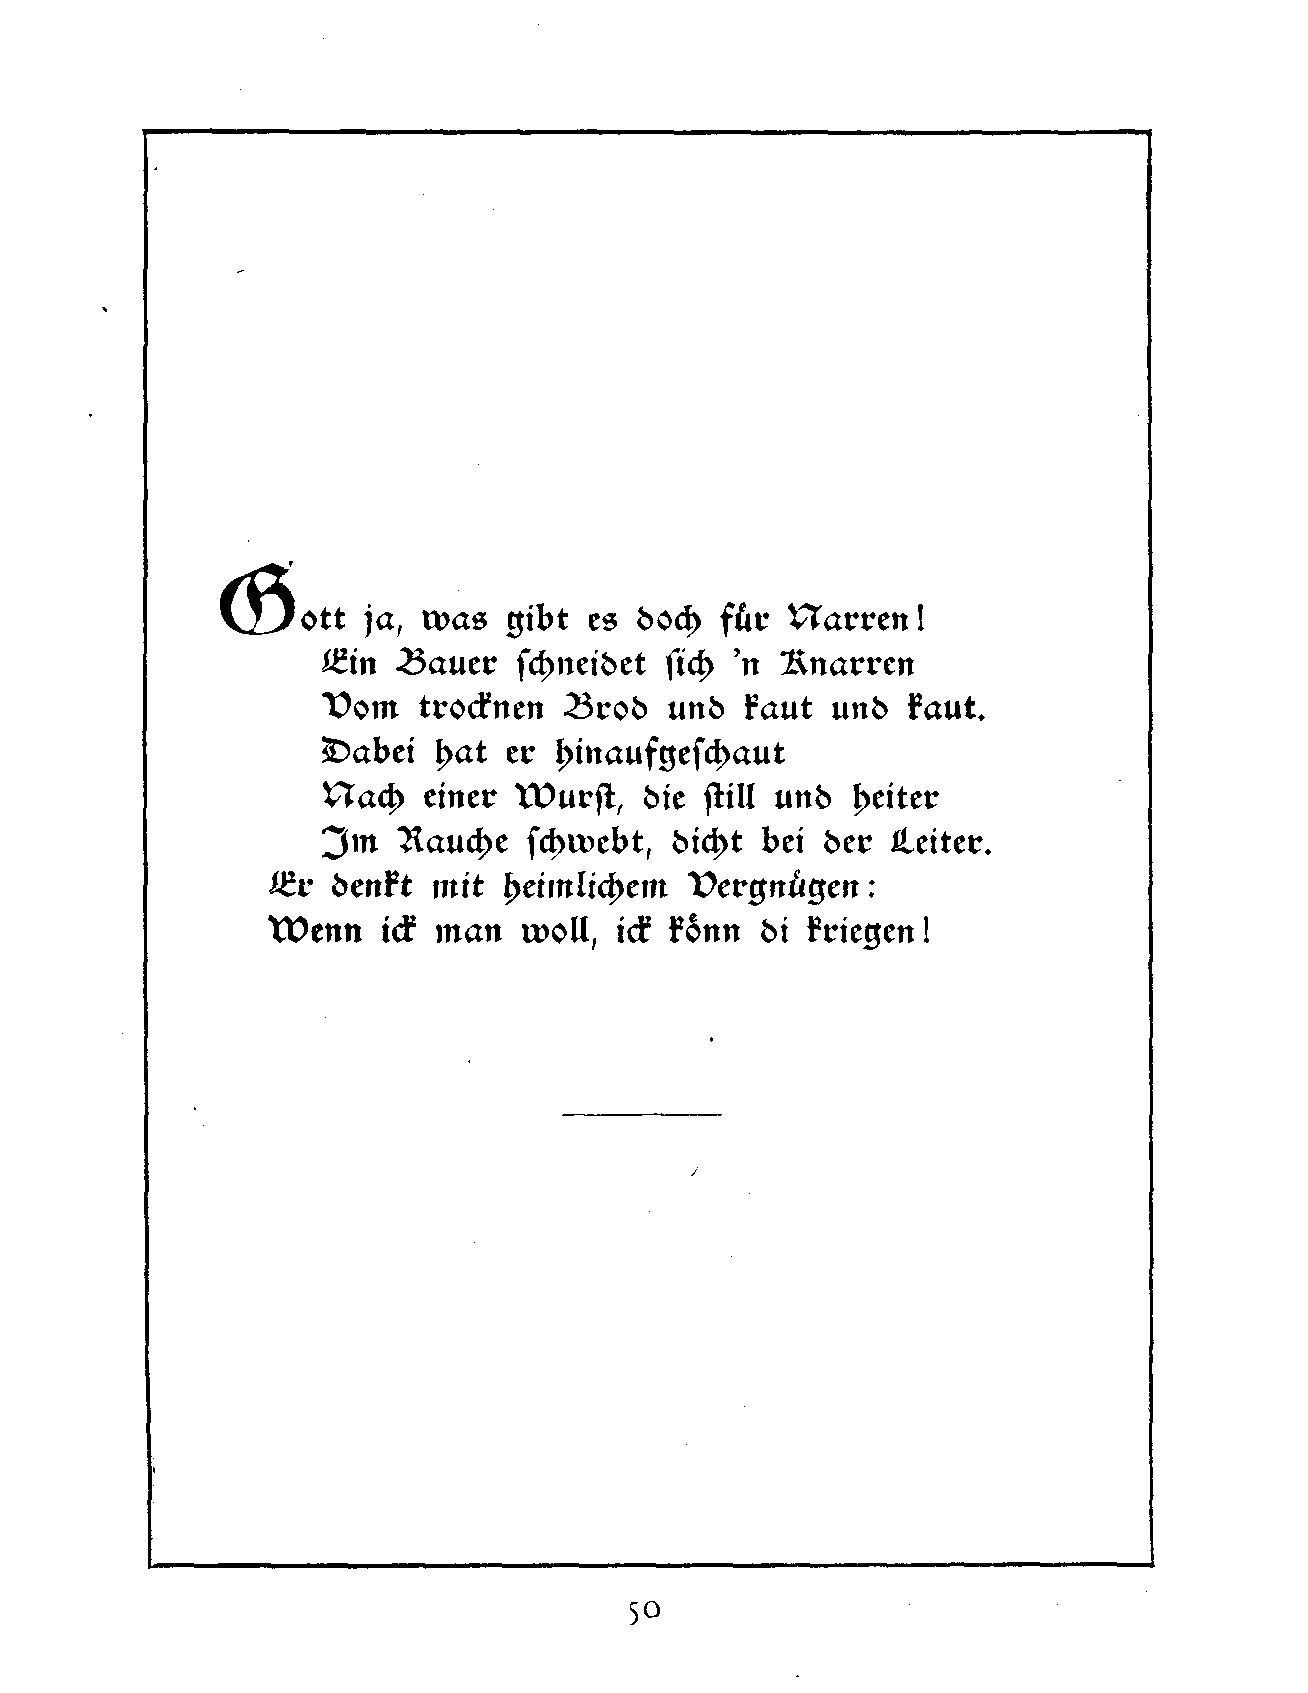 Gott ja, was gibt es doch für Narren!
Ein Bauer schneidet sich 'n Knarren
Vom trocknen Brod und kaut und kaut.
Dabei hat er hinaufgeschaut
Nach einer Wurst, die still und heiter
Im Rauche schwebt, dicht bei der Leiter.
Er denkt mit heimlichem Vergnügen:
Wenn ick man woll, ick könn di kriegen!
50